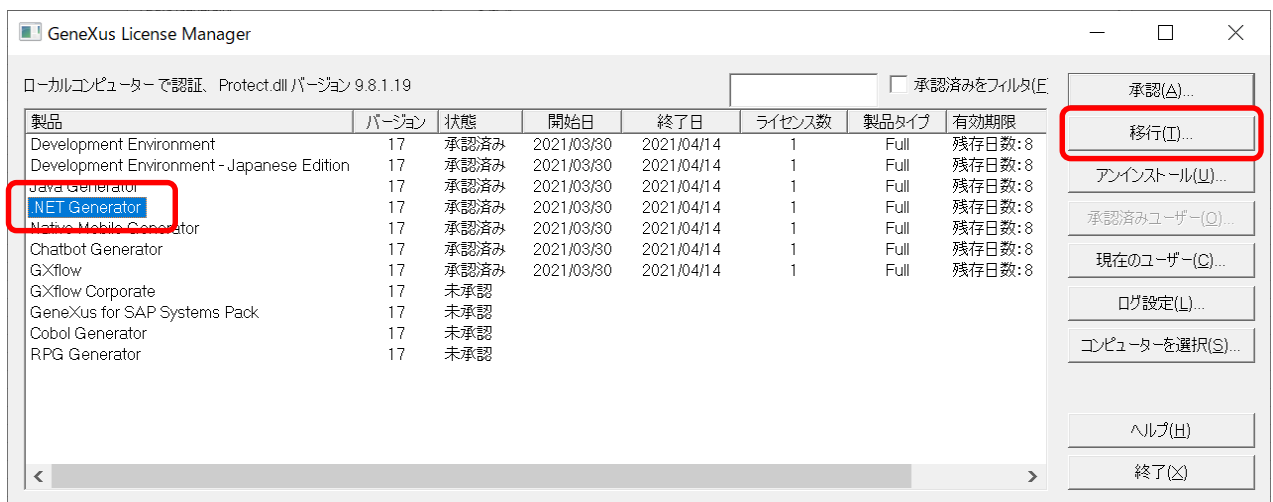 GeneXus License Manager
ローカルコンピューターで認証、Protect.dll バージョン 9.8.1.19
承認済みをフィルタ(F
承認(A)...
製品 バージョン 状態 開始日 終了日 ライセンス数 製品タイプ 有効期限
移行(T)...
Development Environment 17 承認済み 2021/03/30 2021/04/14 1 Full 残存日数:8
Development Environment - Japanese Edition 17 承認済み 2021/03/30 2021/04/14 1 Full 残存日数:8
アンインストール(U)...
Java Generator 17 承認済み 2021/03/30 2021/04/14 1 Full 残存日数:8
.NET Generator 17 承認済み 2021/03/30 2021/04/14 1 Full 残存日数:8
承認済みユーザー(O)...
Native Mobile Generator 17 承認済み 2021/03/30 2021/04/14 1 Full 残存日数:8
Chatbot Generator 17 承認済み 2021/03/30 2021/04/14 1 Full 残存日数:8
現在のユーザー(C)...
GXflow 17 承認済み 2021/03/30 2021/04/14 1 Full 残存日数:8
GXflow Corporate 17 未承認
ログ設定(L)...
GeneXus for SAP Systems Pack 17 未承認
Cobol Generator 17 未承認
コンピューターを選択(S)...
RPG Generator 17 未承認
ヘルプ(H)
終了(X)